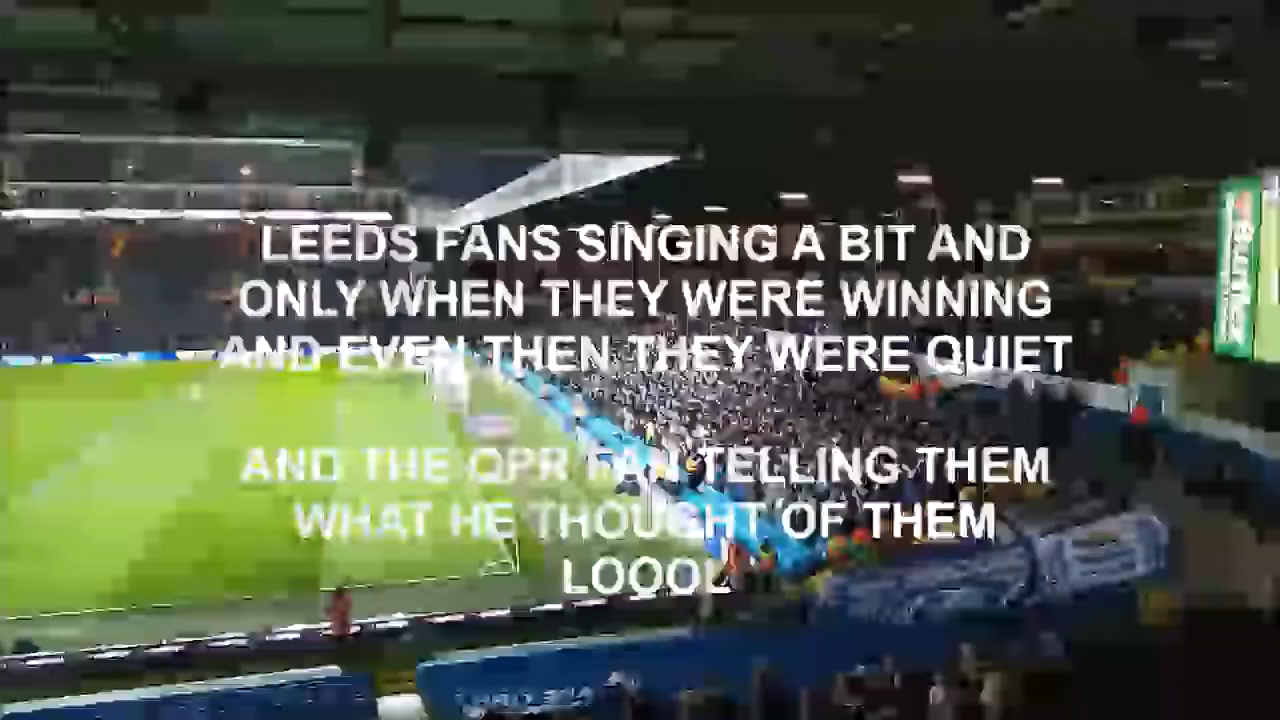 LEEDS FANS SINGING A BIT AND
ONLY WHEN THEY WERE WINNING
AND EVEN THEN THEY WERE QUIET
AND THE QPR FAN TELLING THEM
WHAT HE THOUGHT OF THEM
LOOOL